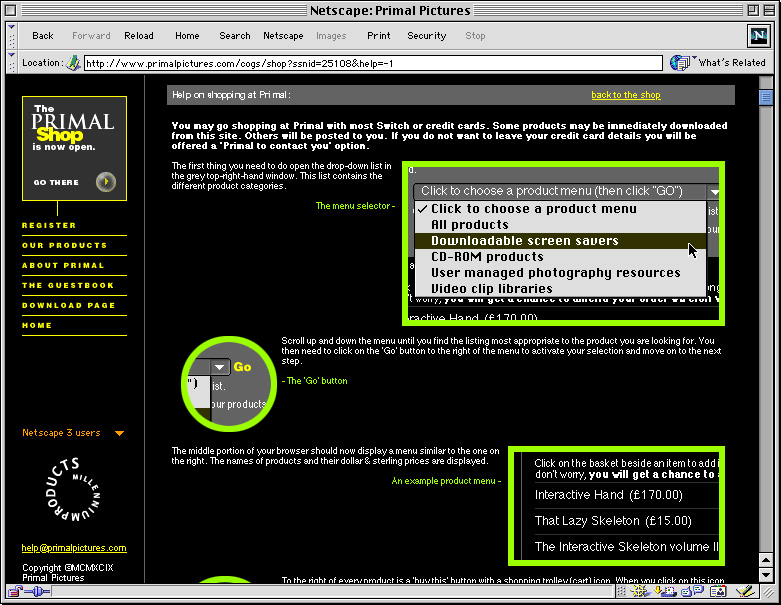 Netscape: Primal Pictures
Back Forward Reload Home Search Netscape Images Print Security Stop
N
Location: http://www.primalpictures.com/cogs/shop?ssnid=25108&help=-1 What's Related
The
PRIMAL
Shop
is now open.
GO THERE
REGISTER
OUR PRODUCTS
ABOUT PRIMAL
THE GUESTBOOK
DOWNLOAD PAGE
HOME
Netscape 3 users
MILLENNIUM PRODUCTS
help@primalpictures.com
Copyright ©MCMXCIX
Primal Pictures
Help on shopping at Primal: back to the shop
You may go shopping at Primal with most Switch or credit cards. Some products may be immediately downloaded
from this site. Others will be posted to you. If you do not want to leave your credit card details you will be
offered a 'Primal to contact you' option.
The first thing you need to do open the drop-down list in
the grey top-right-hand window. This list contains the
different product categories.
The menu selector -
d.
Click to choose a product menu (then click "GO")
Click to choose a product menu
All products
Downloadable screen savers
CD-ROM products
User managed photography resources
Video clip libraries
eractive Hand (£170.00)
Scroll up and down the menu until you find the listing most appropriate to the product you are looking for. You
then need to click on the 'Go' button to the right of the menu to activate your selection and move on to the next
step.
- The 'Go' button
Go
") ist.
our products
The middle portion of your browser should now display a menu similar to the one on
the right. The names of products and their dollar & sterling prices are displayed.
An example product menu -
Click on the basket beside an item to add i
don't worry, you will get a chance to a
Interactive Hand (£170.00)
That Lazy Skeleton (£15.00)
The Interactive Skeleton volume II
To the right of every product is a 'buy this' button with a shopping trolley (cart) icon. When you click on this icon